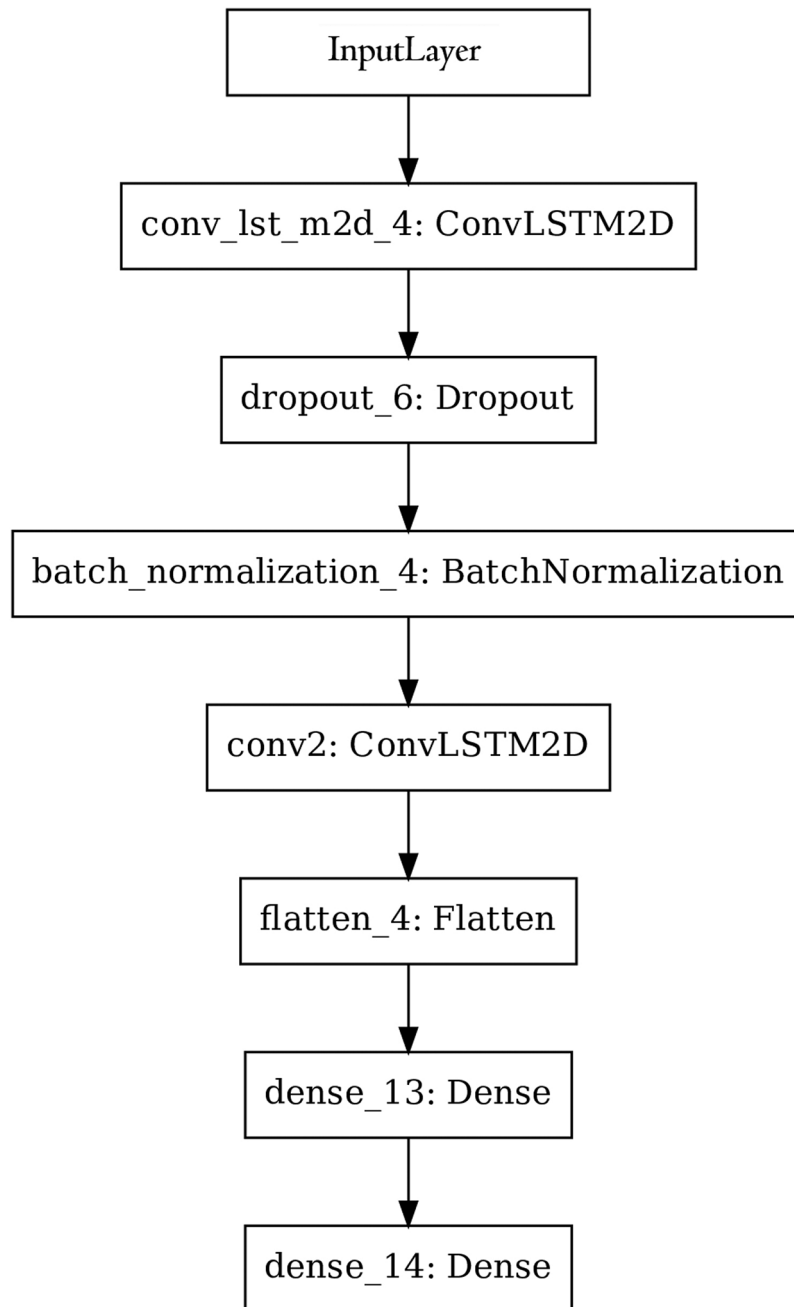 InputLayer
conv_lst_m2d_4: ConvLSTM2D
dropout_6: Dropout
batch_normalization_4: BatchNormalization
conv2: ConvLSTM2D
flatten_4: Flatten
dense_13: Dense
dense_14: Dense